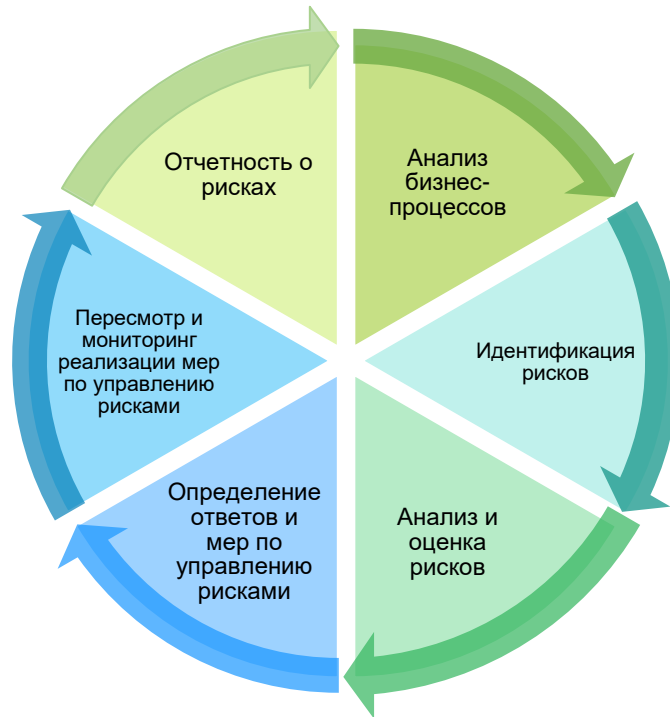 Отчетность о
рисках
Анализ
бизнес-
процессов
Идентификация
рисков
Анализ и
оценка
рисков
Определение
ответов и
мер по
управлению
рисками
Пересмотр и
мониторинг
реализации мер
по управлению
рисками